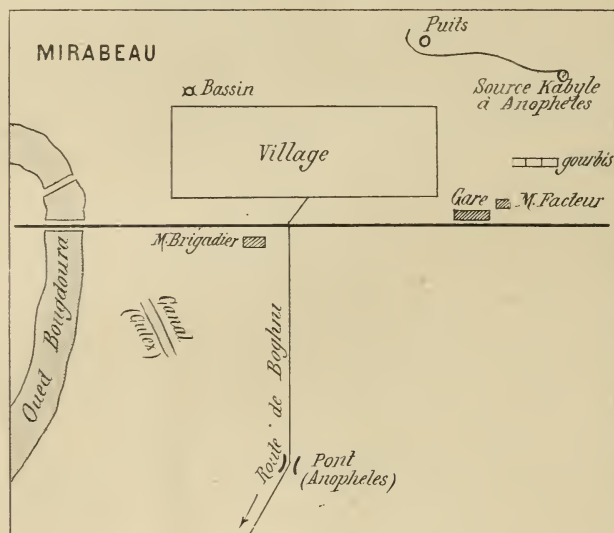 MIRABEAU
Puits
Source Kabyle
à Anophèles
Bassin
Village
gourbis
Gare
M. Facteur
M. Brigadier
Canal
(Culex)
Oued Bougdoura
Route de Boghni
Pont
(Anopheles)